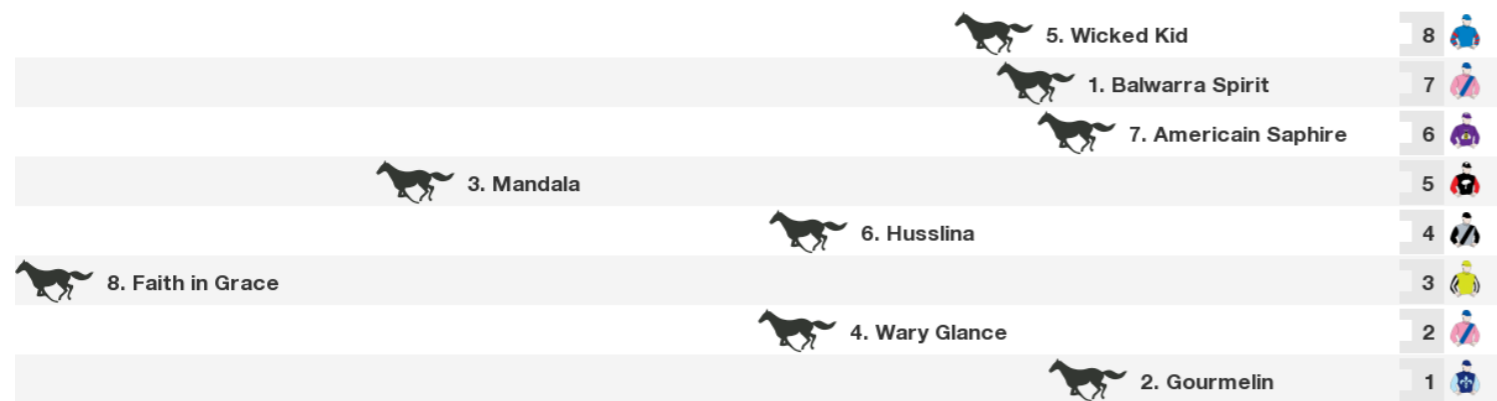 5. Wicked Kid 8
1. Balwarra Spirit 7
7. Americain Saphire 6
3. Mandala 5
6. Husslina 4
8. Faith in Grace 3
4. Wary Glance 2
2. Gourmelin 1